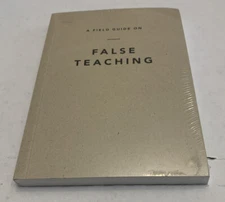 A FIELD GUIDE ON
FALSE
TEACHING